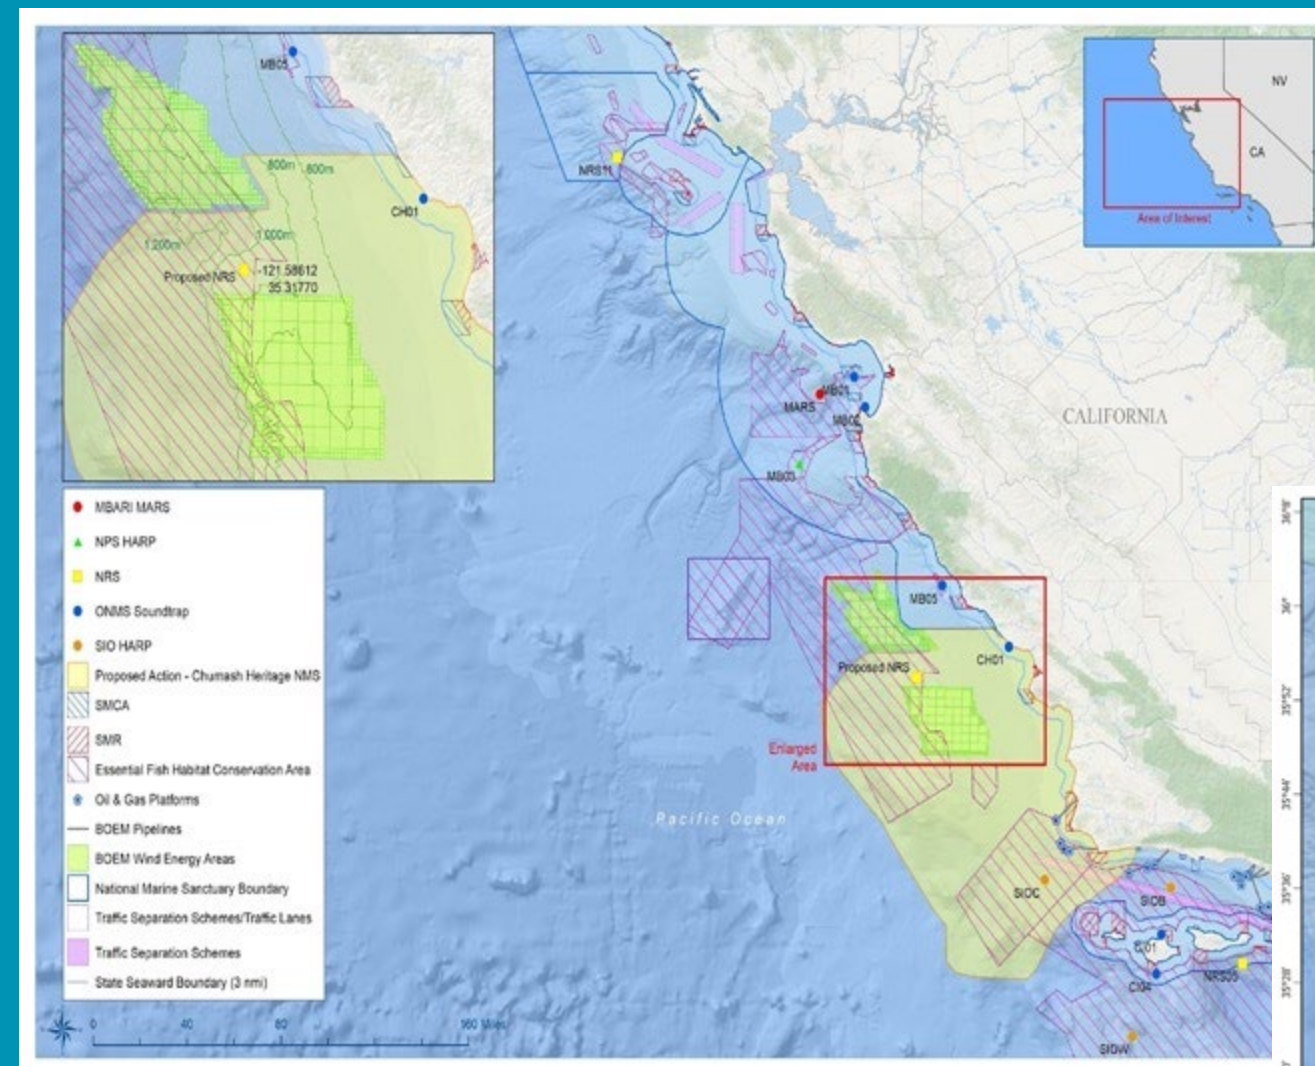 MB05
800m
600m
CH01
1,200m
1,000m
Proposed NRS
-121.58612
35.31770
MBARI MARS
NPS HARP
NRS
ONMS Soundtrap
SIO HARP
Proposed Action - Chumash Heritage NMS
SMCA
SMR
Essential Fish Habitat Conservation Area
Oil & Gas Platforms
BOEM Pipelines
BOEM Wind Energy Areas
National Marine Sanctuary Boundary
Traffic Separation Schemes/Traffic Lanes
Traffic Separation Schemes
State Seaward Boundary (3 nmi)
0 40 80 160 Miles
NRS11
NV
CA
Area of Interest
CALIFORNIA
MB01
MARS
MB02
MB03
MB05
CH01
Proposed NRS
Enlarged
Area
Pacific Ocean
SIOC
SIOB
CI01
CI04
NRS05
SIOW
36°
35°52'
35°44'
35°36'
35°28'